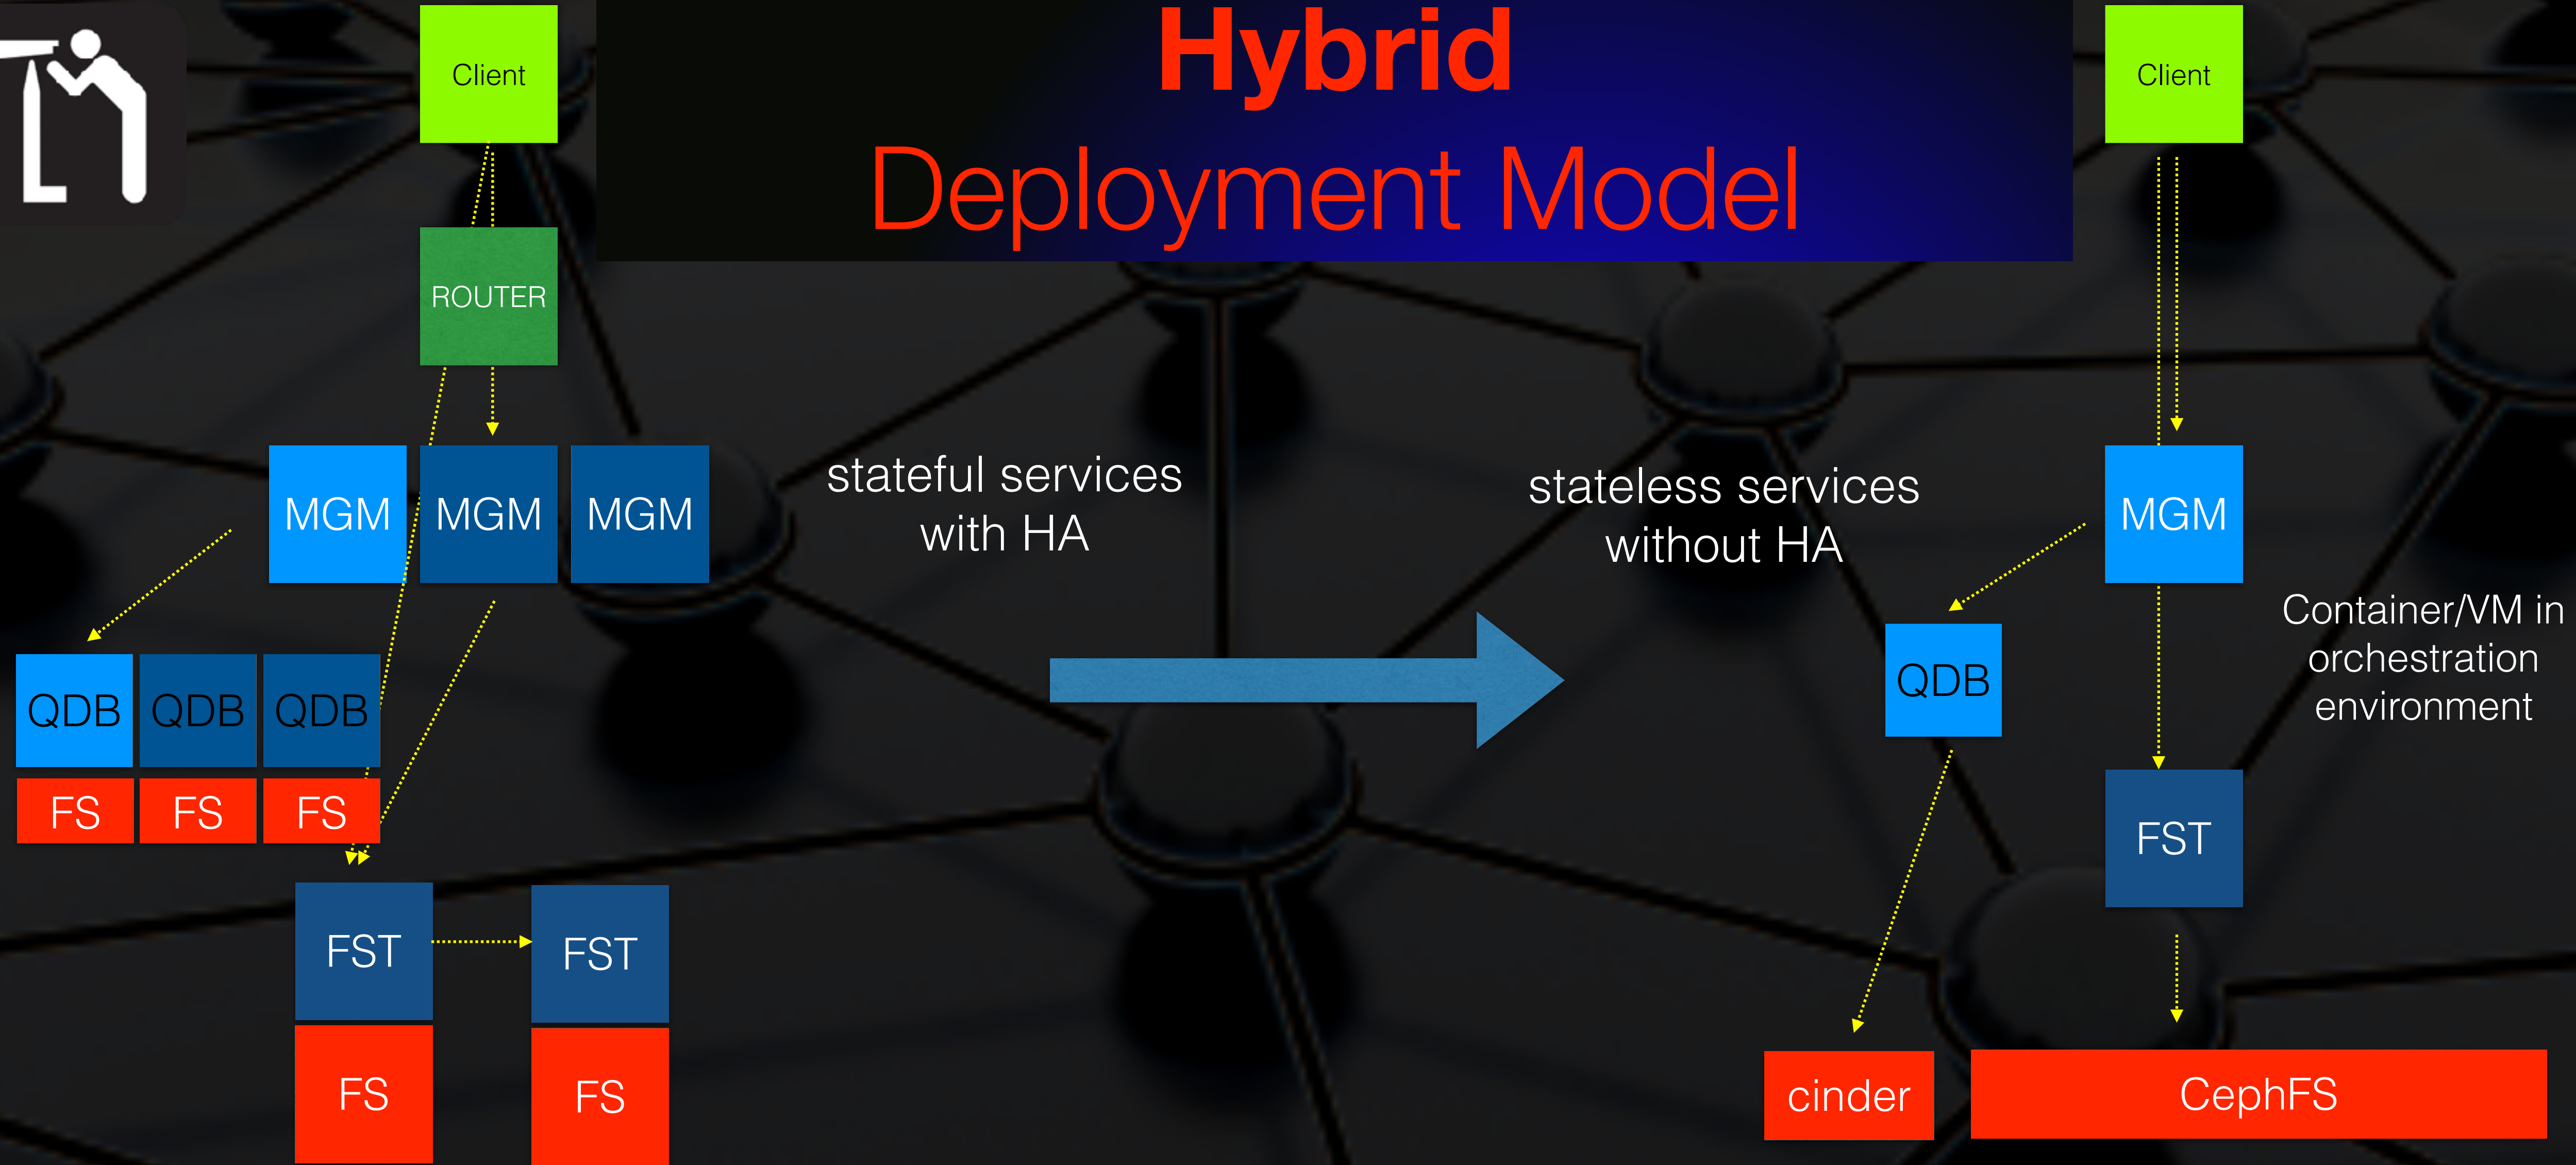 Hybrid
Deployment Model
Client
ROUTER
MGM MGM MGM
QDB QDB QDB
FS FS FS
FST FST
FS FS
stateful services
with HA
stateless services
without HA
Client
MGM
QDB
Container/VM in
orchestration
environment
FST
cinder CephFS